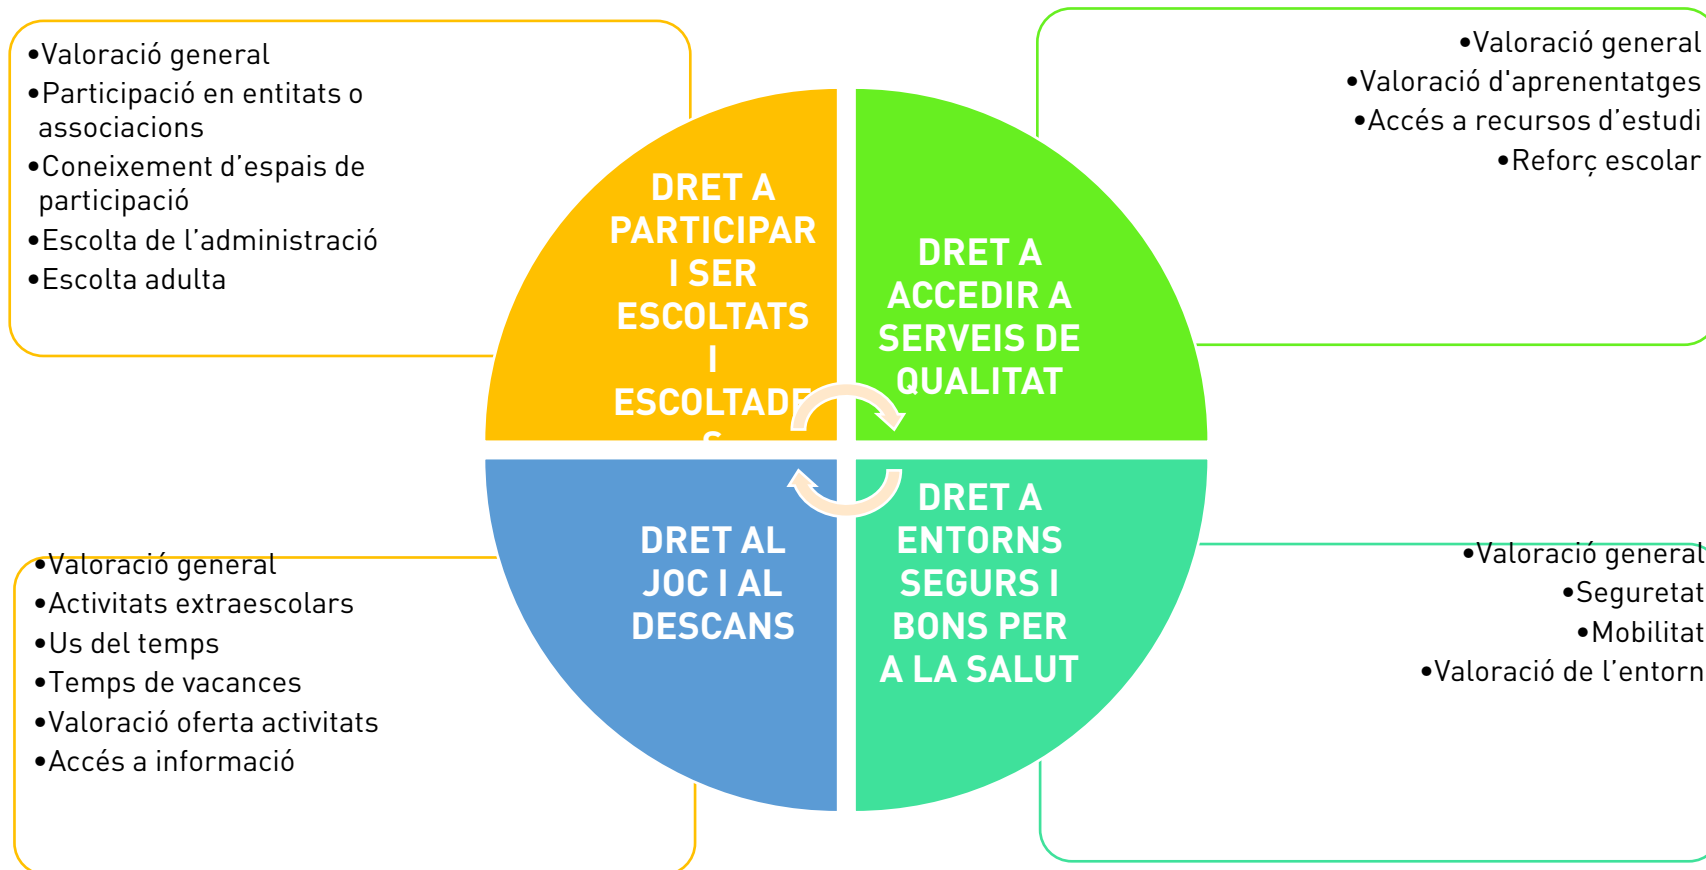 •Valoració general
•Participació en entitats o
associacions
•Coneixement d’espais de
participació
•Escolta de l’administració
•Escolta adulta
DRET A
PARTICIPAR
I SER
ESCOLTATS
I
ESCOLTADE
S
•Valoració general
•Valoració d'aprenentatges
•Accés a recursos d’estudi
•Reforç escolar
DRET A
ACCEDIR A
SERVEIS DE
QUALITAT
•Valoració general
•Activitats extraescolars
•Us del temps
•Temps de vacances
•Valoració oferta activitats
•Accés a informació
DRET AL
JOC I AL
DESCANS
DRET A
ENTORNS
SEGURS I
BONS PER
A LA SALUT
•Valoració general
•Seguretat
•Mobilitat
•Valoració de l’entorn